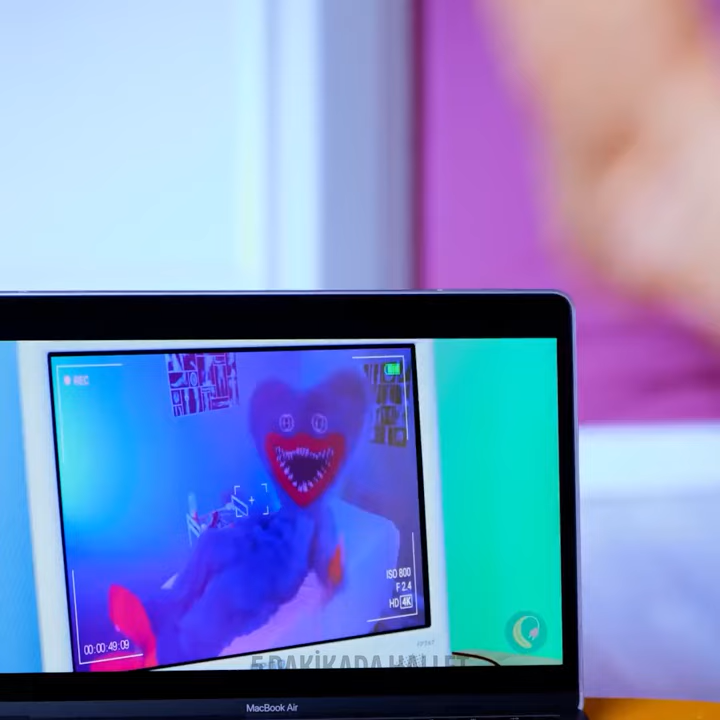 REC
ISO 800
F 2.4
HD 4K
00:00:49:09
5 DAKİKADA HALLET
MacBook Air